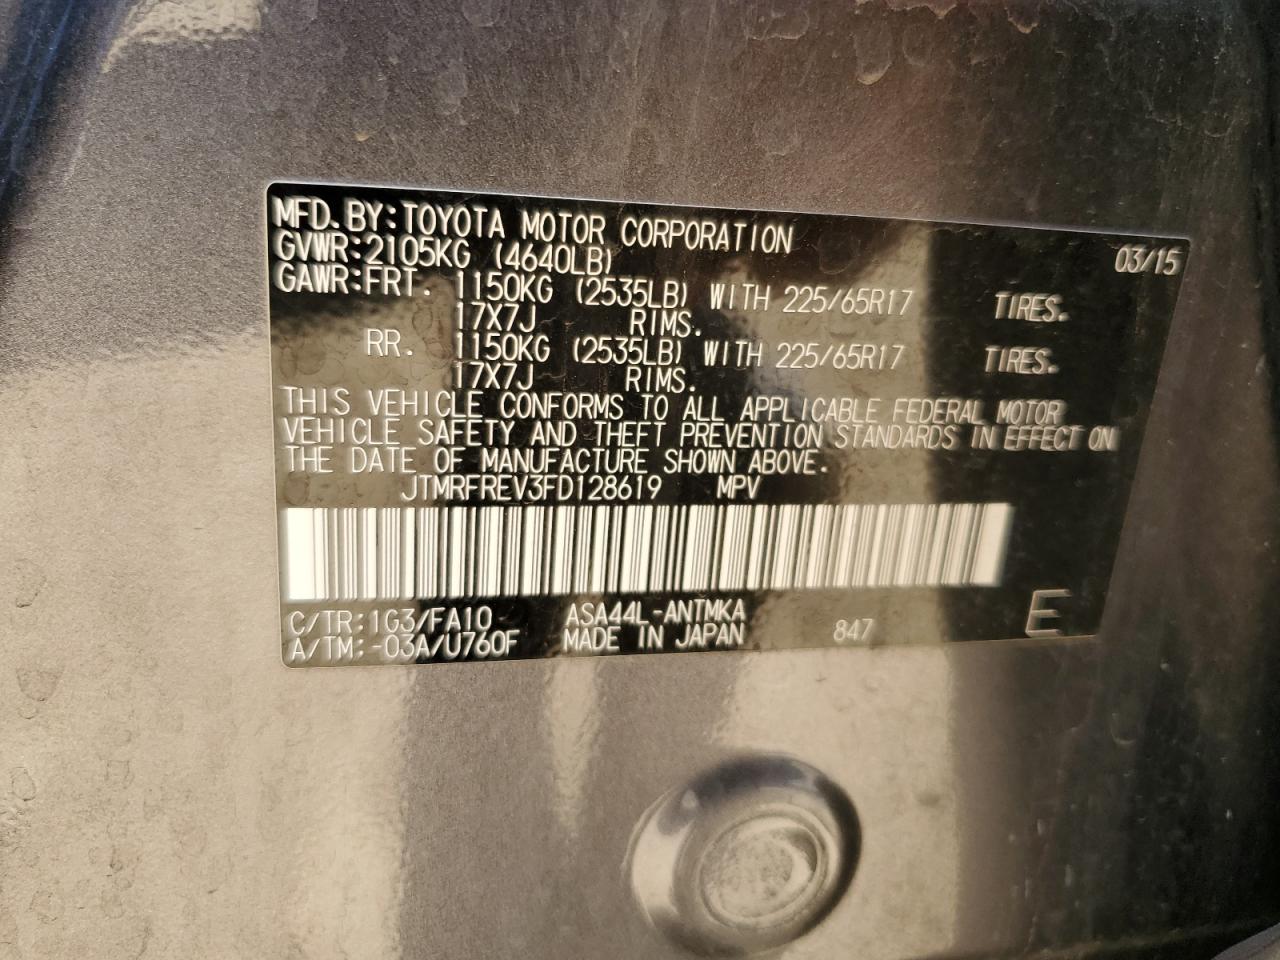 MFD. BY: TOYOTA MOTOR CORPORATION 03/15
GVWR: 2105KG (4640LB)
GAWR: FRT. 1150KG (2535LB) WITH 225/65R17 TIRES.
17X7J RIMS.
RR. 1150KG (2535LB) WITH 225/65R17 TIRES.
17X7J RIMS.
THIS VEHICLE CONFORMS TO ALL APPLICABLE FEDERAL MOTOR
VEHICLE SAFETY AND THEFT PREVENTION STANDARDS IN EFFECT ON
THE DATE OF MANUFACTURE SHOWN ABOVE.
JTMRFREV3FD128619 MPV
C/TR: 1G3/FA10 ASA44L-ANTMKA
A/TM: -03A/U760F MADE IN JAPAN 847 E